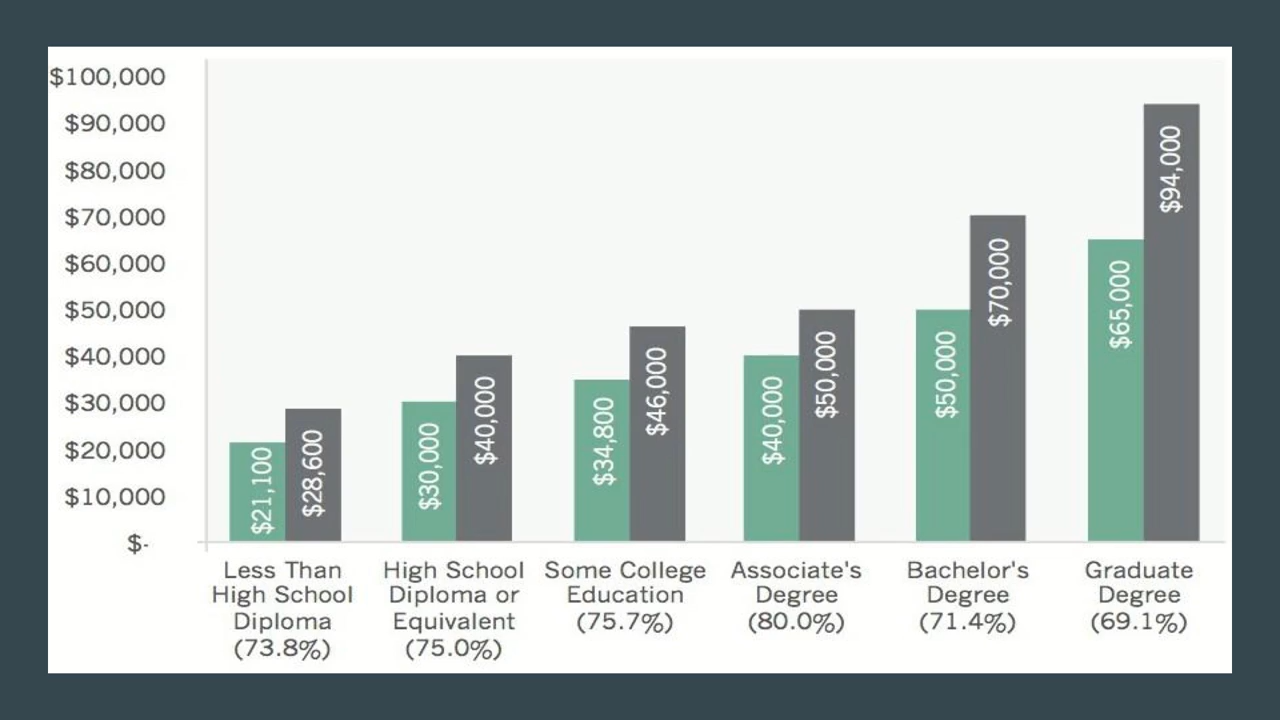 $100,000
$90,000
$80,000
$70,000
$60,000
$50,000
$40,000
$30,000
$20,000
$10,000
$-
$21,100
$28,600
$30,000
$40,000
$34,800
$46,000
$40,000
$50,000
$50,000
$70,000
$65,000
$94,000
Less Than
High School
Diploma
(73.8%)
High School
Diploma or
Equivalent
(75.0%)
Some College
Education
(75.7%)
Associate's
Degree
(80.0%)
Bachelor's
Degree
(71.4%)
Graduate
Degree
(69.1%)